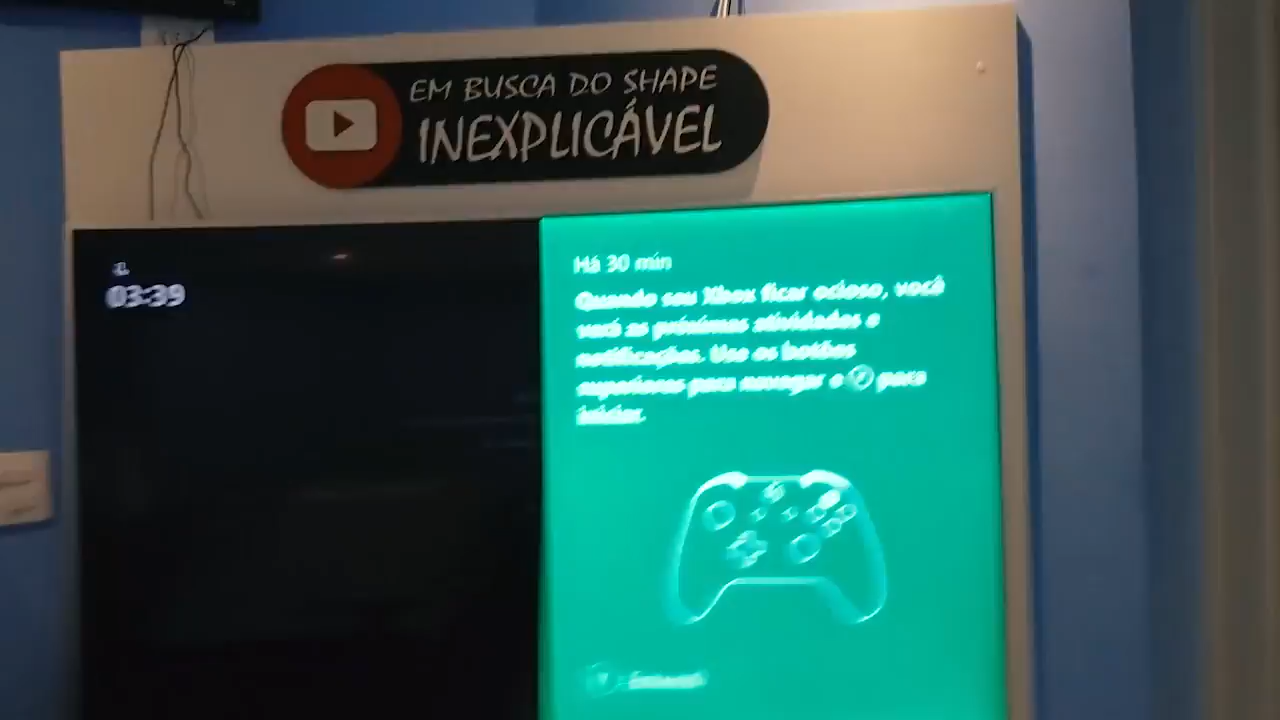 EM BUSCA DO SHAPE
INEXPLICÁVEL
03:39
Há 30 min
Quando seu Xbox ficar ocioso, você
verá as próximas atividades e
notificações. Use os botões
superiores para navegar e para
iniciar.